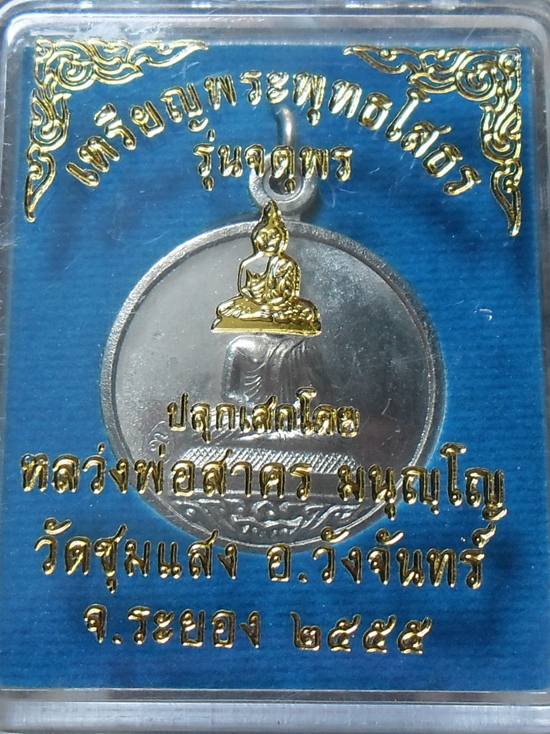 เหรียญพระพุทธโสธร
รุ่นจตุพร
ปลุกเสกโดย
หลวงพ่อสาคร มนุญโญ
วัดชุมแสง อ.วังจันทร์
จ.ระยอง ๒๕๕๕